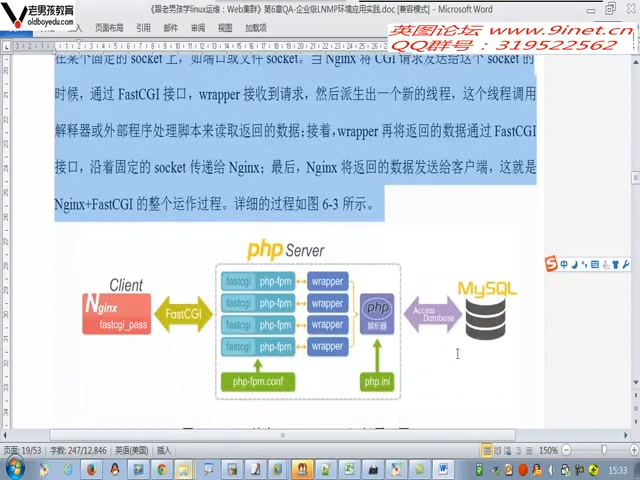 老男孩教育
oldboyedu.com
《跟老男孩学linux运维：Web集群》第6章QA-企业级LNMP环境应用实践.doc [兼容模式] -
英图论坛 www.9inet.cn
QQ群号：319522562
页面布局 引用 邮件 审阅 视图 加载项
在某个固定的 socket 上，如端口或文件 socket。当 Nginx 将 CGI 请求发送给这个 socket 的
时候，通过 FastCGI 接口，wrapper 接收到请求，然后派生出一个新的线程，这个线程调用
解释器或外部程序处理脚本来读取返回的数据；接着，wrapper 再将返回的数据通过 FastCGI
接口，沿着固定的 socket 传递给 Nginx；最后，Nginx 将返回的数据发送给客户端，这就是
Nginx+FastCGI 的整个运作过程。详细的过程如图 6-3 所示。
php Server
Client
Nginx
fastcgi_pass
FastCGI
fastcgi php-fpm wrapper
fastcgi php-fpm wrapper
fastcgi php-fpm wrapper
fastcgi php-fpm wrapper
php-fpm.conf
php
解析器
php.ini
Access
Database
MySQL
中
页面: 19/53 字数: 247/12,846 英语(美国) 插入
150%
15:33